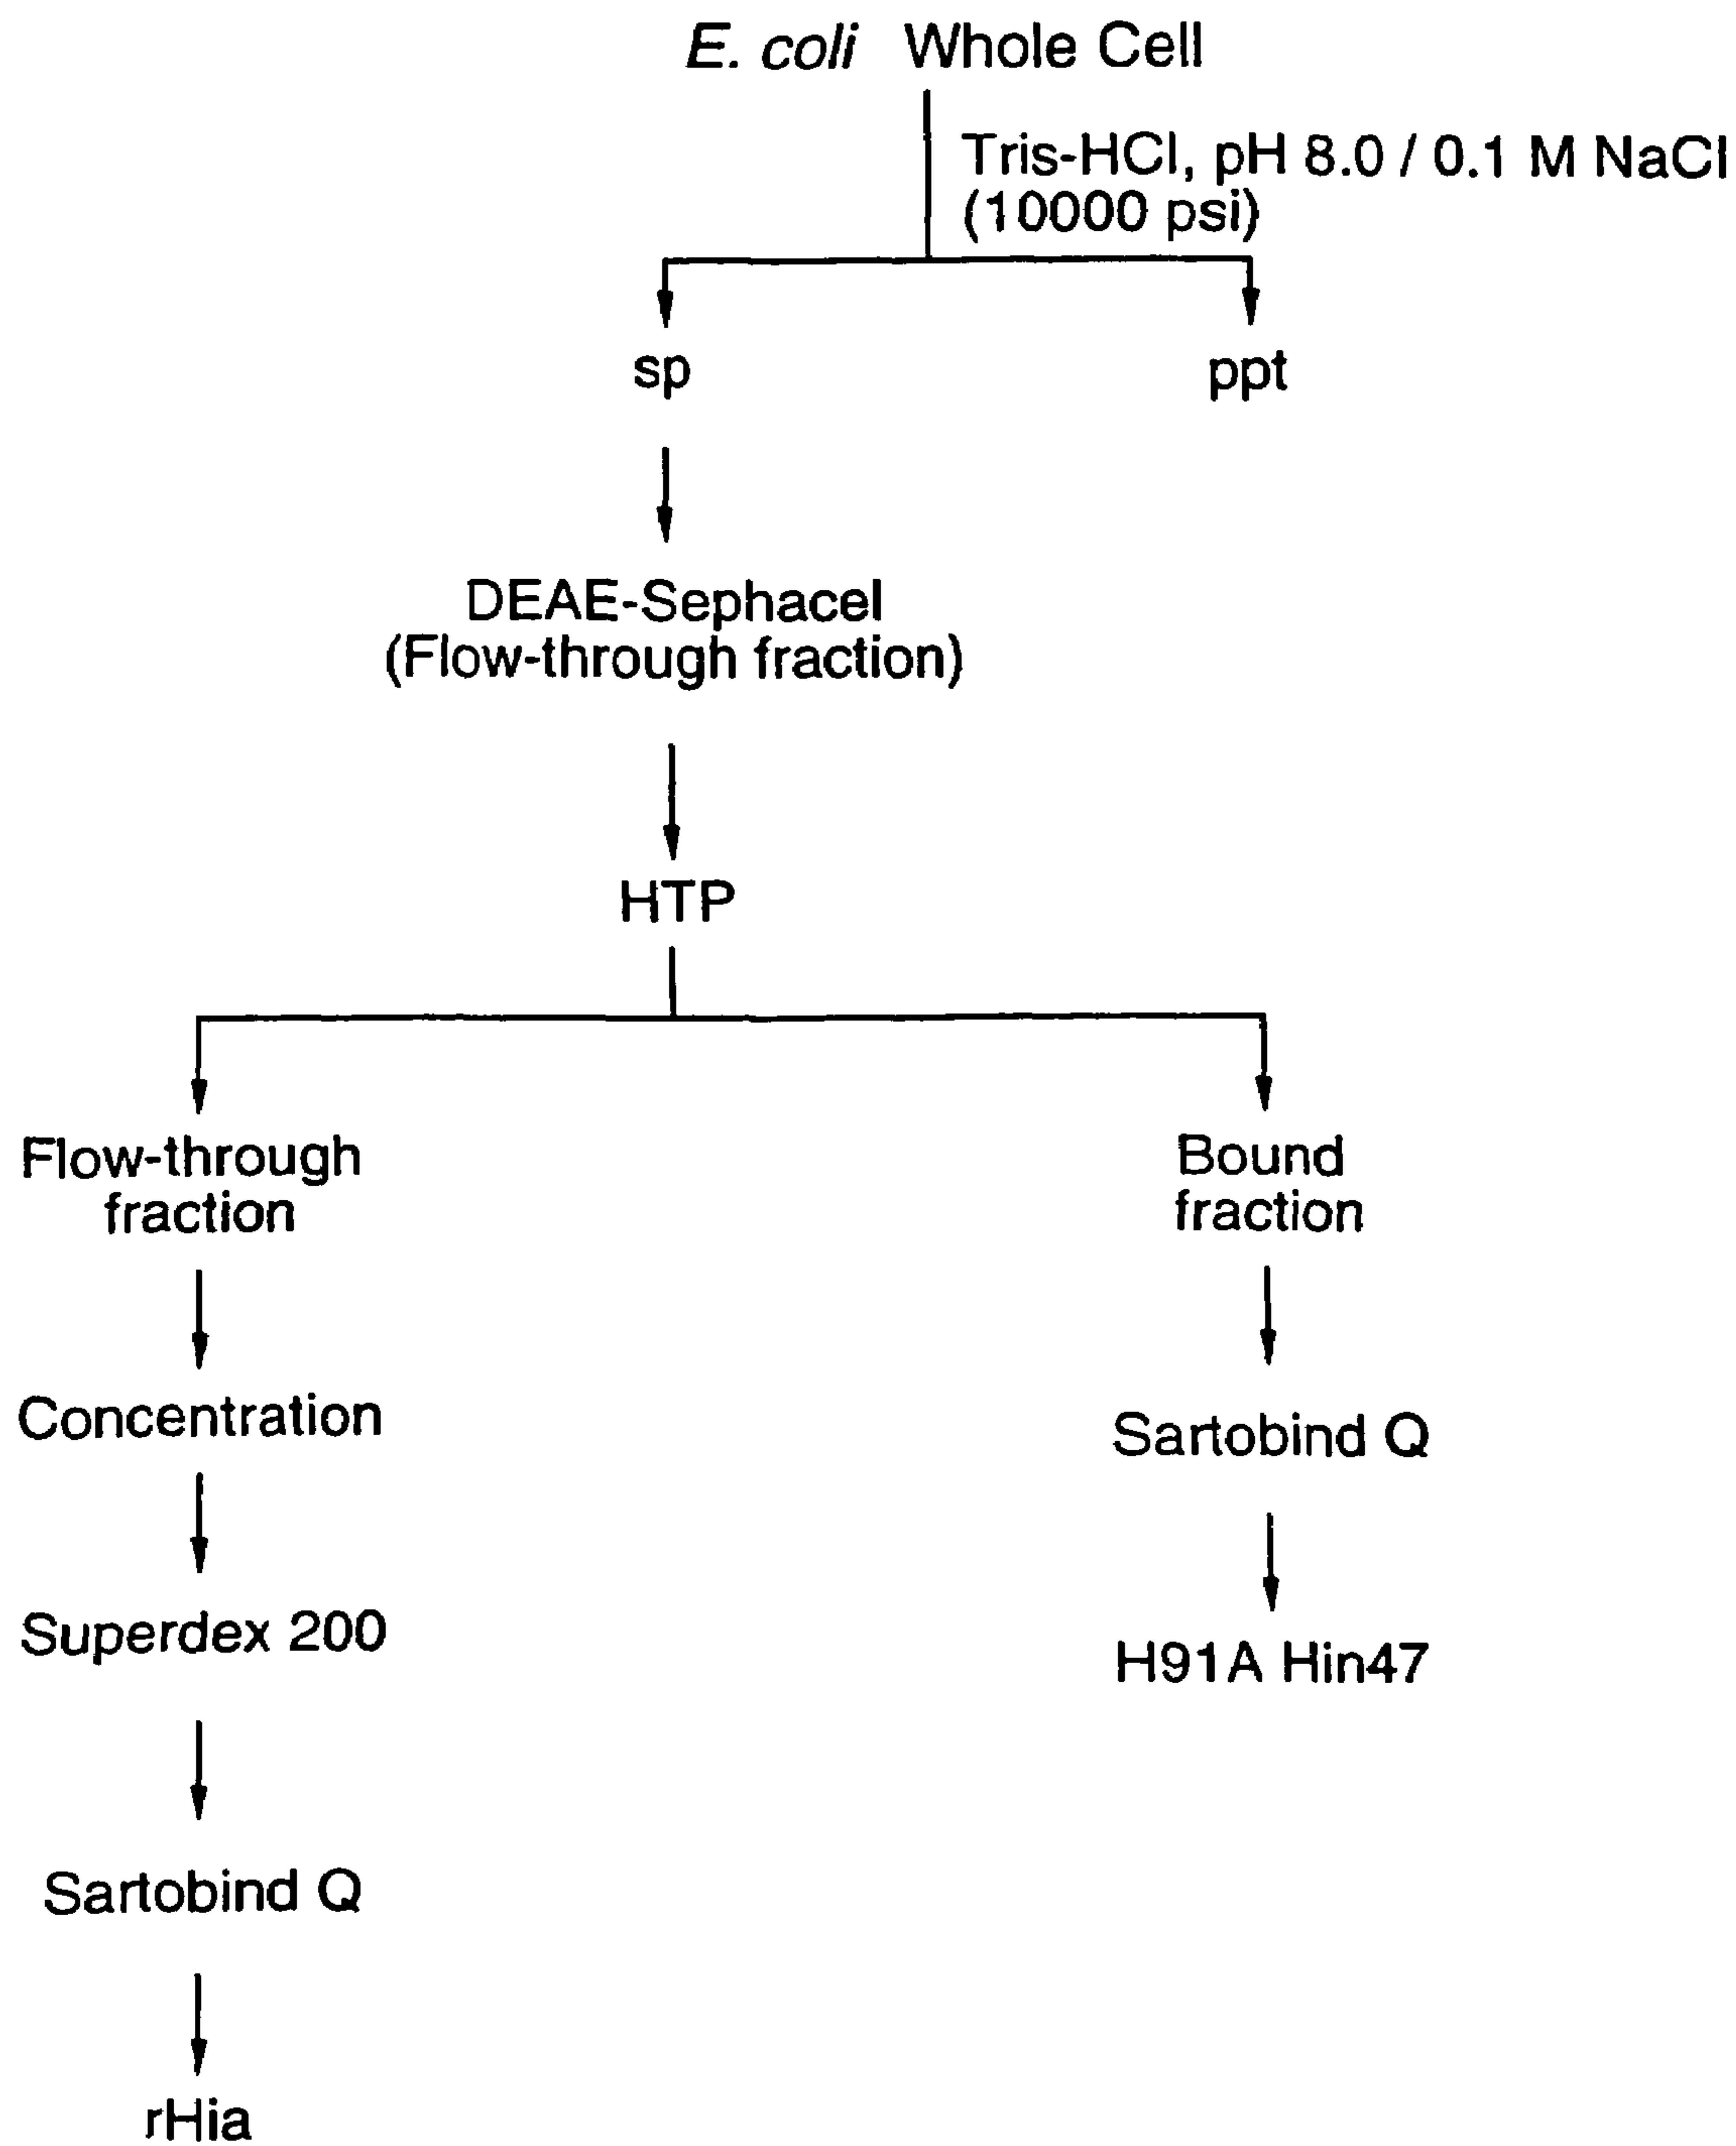 E. coli Whole Cell
Tris-HCl, pH 8.0 / 0.1 M NaCl
(10000 psi)
sp
ppt
DEAE-Sephacel
(Flow-through fraction)
HTP
Flow-through
fraction
Bound
fraction
Concentration
Sartobind Q
Superdex 200
H91A Hin47
Sartobind Q
rHia